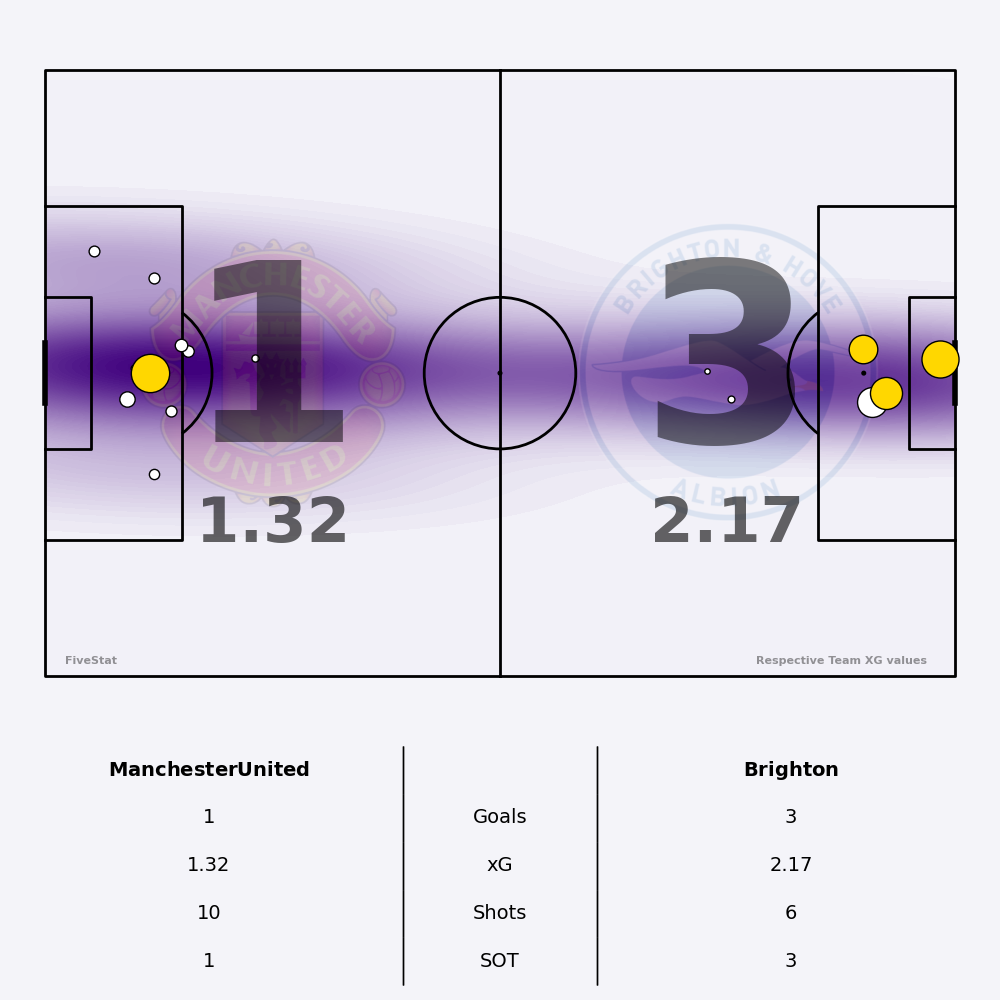 MANCHESTER
UNITED
BRIGHTON & HOVE
ALBION
1
3
1.32
2.17
FiveStat
Respective Team XG values
ManchesterUnited
Brighton
1
Goals
3
1.32
xG
2.17
10
Shots
6
1
SOT
3